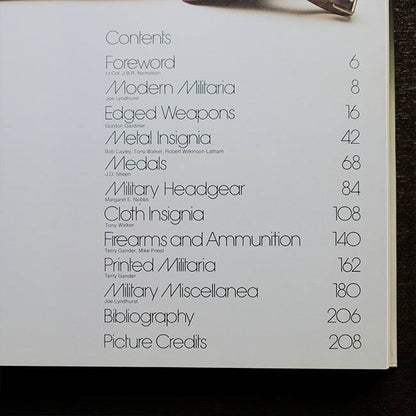 Contents
Foreword 6
Lt.Col. J.B.R. Nicholson
Modern Militaria 8
Joe Lyndhurst
Edged Weapons 16
Gordon Gardiner
Metal Insignia 42
Bob Cayley, Tony Walker, Robert Wilkinson-Latham
Medals 68
J.D. Sheen
Military Headgear 84
Margaret E. Nobbs
Cloth Insignia 108
Tony Walker
Firearms and Ammunition 140
Terry Gander, Mike Priest
Printed Militaria 162
Terry Gander
Military Miscellanea 180
Joe Lyndhurst
Bibliography 206
Picture Credits 208